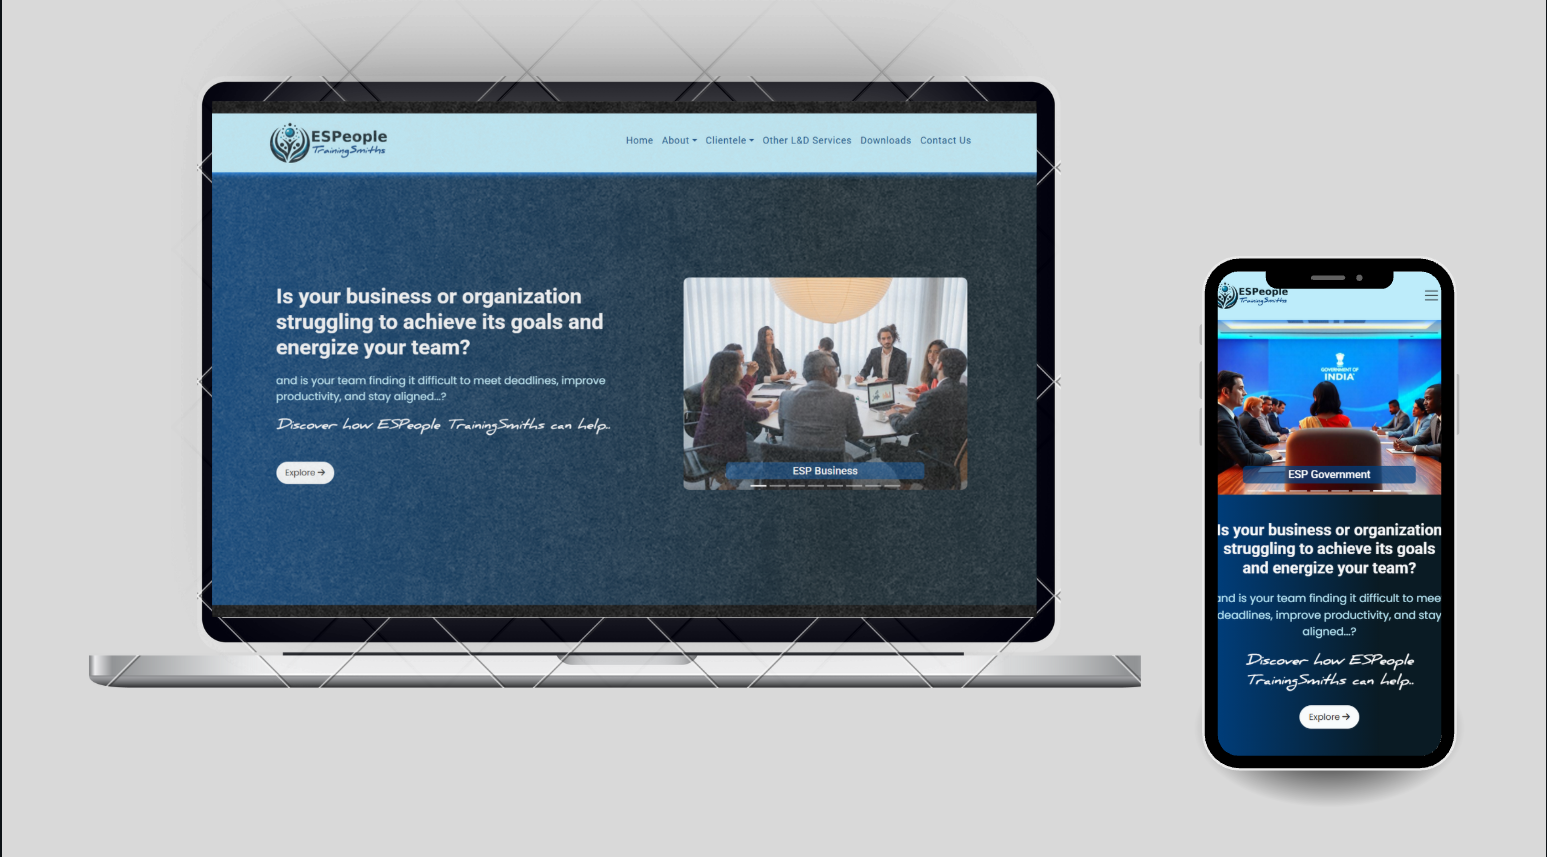 ESPeople
TrainingSmiths
Home About Clientele Other L&D Services Downloads Contact Us
Is your business or organization
struggling to achieve its goals and
energize your team?
and is your team finding it difficult to meet deadlines, improve
productivity, and stay aligned...?
Discover how ESPeople TrainingSmiths can help..
Explore →
ESP Business
ESPeople
TrainingSmiths
GOVERNMENT OF
INDIA
ESP Government
Is your business or organization
struggling to achieve its goals
and energize your team?
and is your team finding it difficult to mee
deadlines, improve productivity, and stay
aligned...?
Discover how ESPeople
TrainingSmiths can help..
Explore →